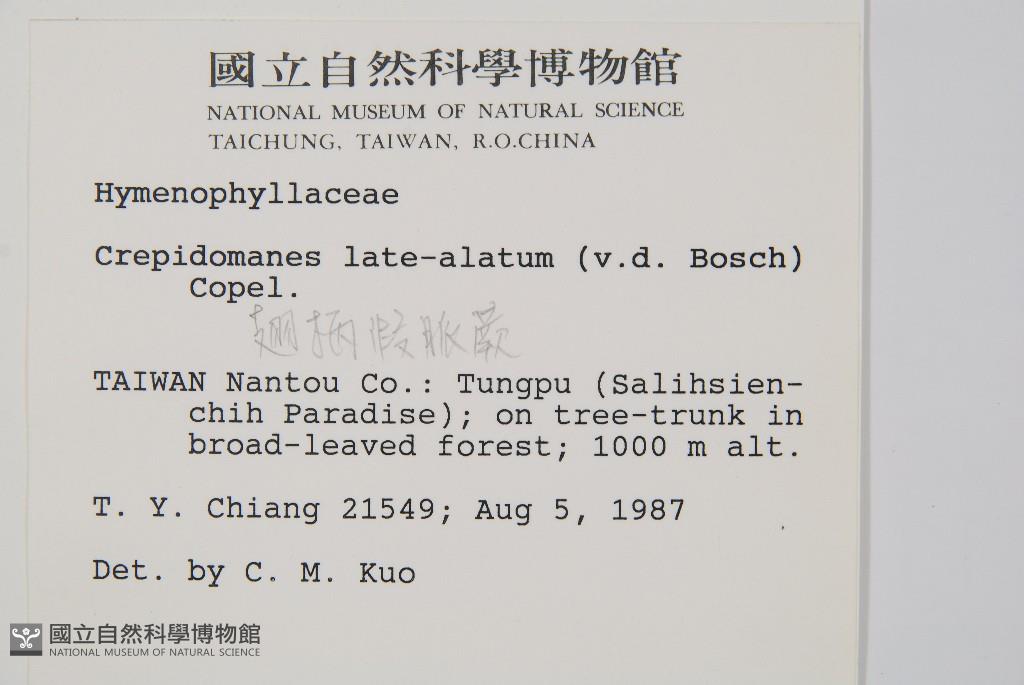 國立自然科學博物館
NATIONAL MUSEUM OF NATURAL SCIENCE
TAICHUNG, TAIWAN, R.O.CHINA
Hymenophyllaceae
Crepidomanes late-alatum (v.d. Bosch)
Copel.
翅柄假脈蕨
TAIWAN Nantou Co.: Tungpu (Salihsien-
chih Paradise); on tree-trunk in
broad-leaved forest; 1000 m alt.
T. Y. Chiang 21549; Aug 5, 1987
Det. by C. M. Kuo
國立自然科學博物館
NATIONAL MUSEUM OF NATURAL SCIENCE